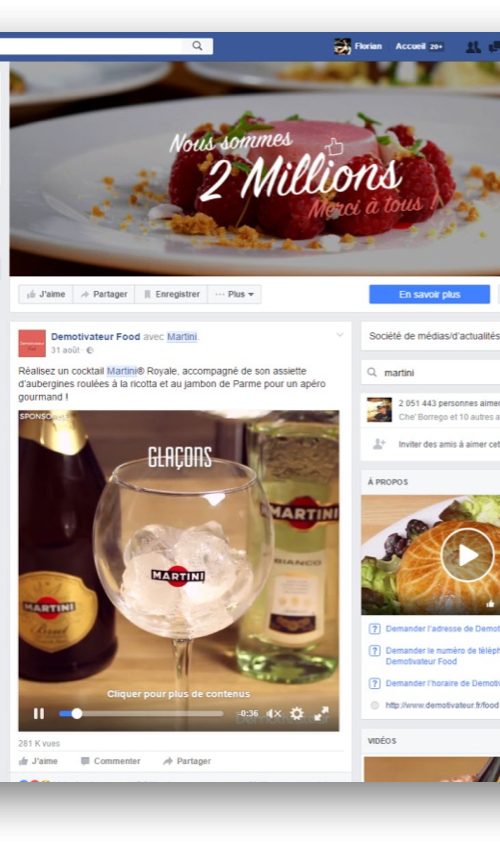 Florian Accueil 20+
Nous sommes
2 Millions
Merci à tous !
J'aime Partager Enregistrer Plus
En savoir plus
Demotivateur Food avec Martini.
31 août
Réalisez un cocktail Martini® Royale, accompagné de son assiette
d'aubergines roulées à la ricotta et au jambon de Parme pour un apéro
gourmand !
SPONSO
GLAÇONS
MARTINI
BIANCO
MARTINI
MARTINI
Brut
Cliquer pour plus de contenus
-0:36
281 K vues
J'aime Commenter Partager
Société de médias/d'actualités
martini
2 051 443 personnes aimen
Che' Borrego et 10 autres a
Inviter des amis à aimer cet
À PROPOS
Demander l'adresse de Demot
Demander le numéro de téléph
Demotivateur Food
Demander l'horaire de Demotiv
http://www.demotivateur.fr/food
VIDÉOS